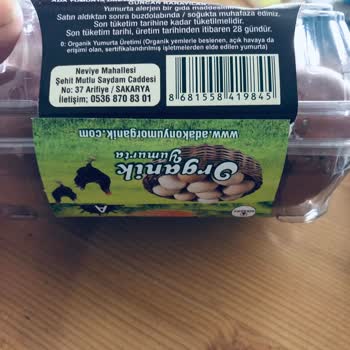 Yumurta alerjen bir gıda maddesidir.
Satın aldıktan sonra buzdolabında / soğukta muhafaza ediniz.
Son tüketim tarihine kadar tüketilmelidir.
Son tüketim tarihi, üretim tarihinden itibaren 28 gündür.
0: Organik Yumurta Üretimi (Organik yemlerle beslenen, açık havaya da
erişimi olan, sertifikalandırılmış işletmelerden elde edilen yumurta)
Neviye Mahallesi
Şehit Mutlu Saydam Caddesi
No: 37 Arifiye / SAKARYA
İletişim: 0536 870 83 01
8 681558 419845
www.adakonyumorganik.com
Organik
Yumurta
A